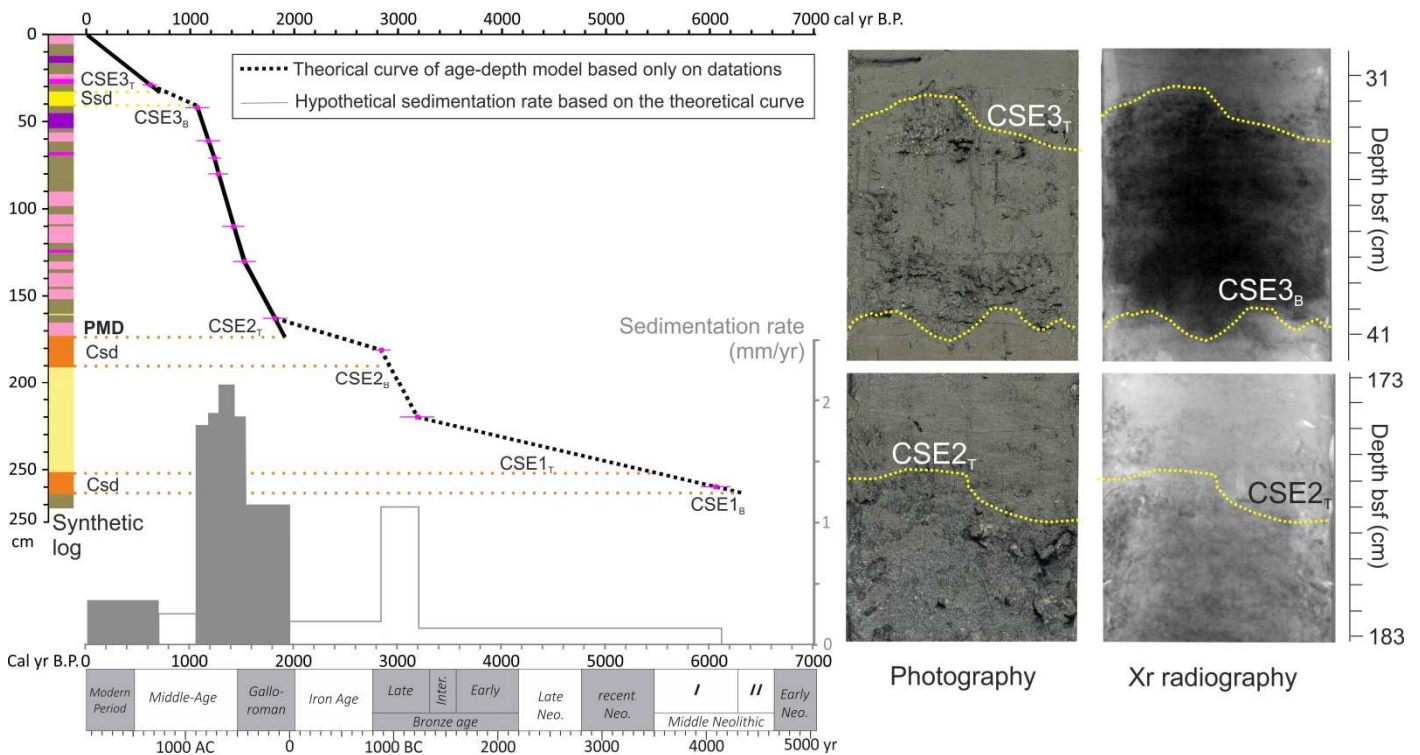 0 1000 2000 3000 4000 5000 6000 7000 cal yr B.P.
0
50
100
150
200
250
250
cm
Theorical curve of age-depth model based only on datations
Hypothetical sedimentation rate based on the theoretical curve
CSE3T
Ssd
CSE3B
PMD
CSE2T
Csd
CSE2B
CSE1T
Csd
CSE1B
Synthetic
log
Sedimentation rate
(mm/yr)
2
1
0
Cal yr B.P. 0 1000 2000 3000 4000 5000 6000 7000
Modern
Period
Middle-Age
Gallo-
roman
Iron Age
Late
Inter.
Early
Bronze age
Late
Neo.
recent
Neo.
I
II
Middle Neolithic
Early
Neo.
1000 AC 0 1000 BC 2000 3000 4000 5000 yr
CSE3T
CSE3B
31
Depth bsf (cm)
41
CSE2T
CSE2T
173
Depth bsf (cm)
183
Photography
Xr radiography